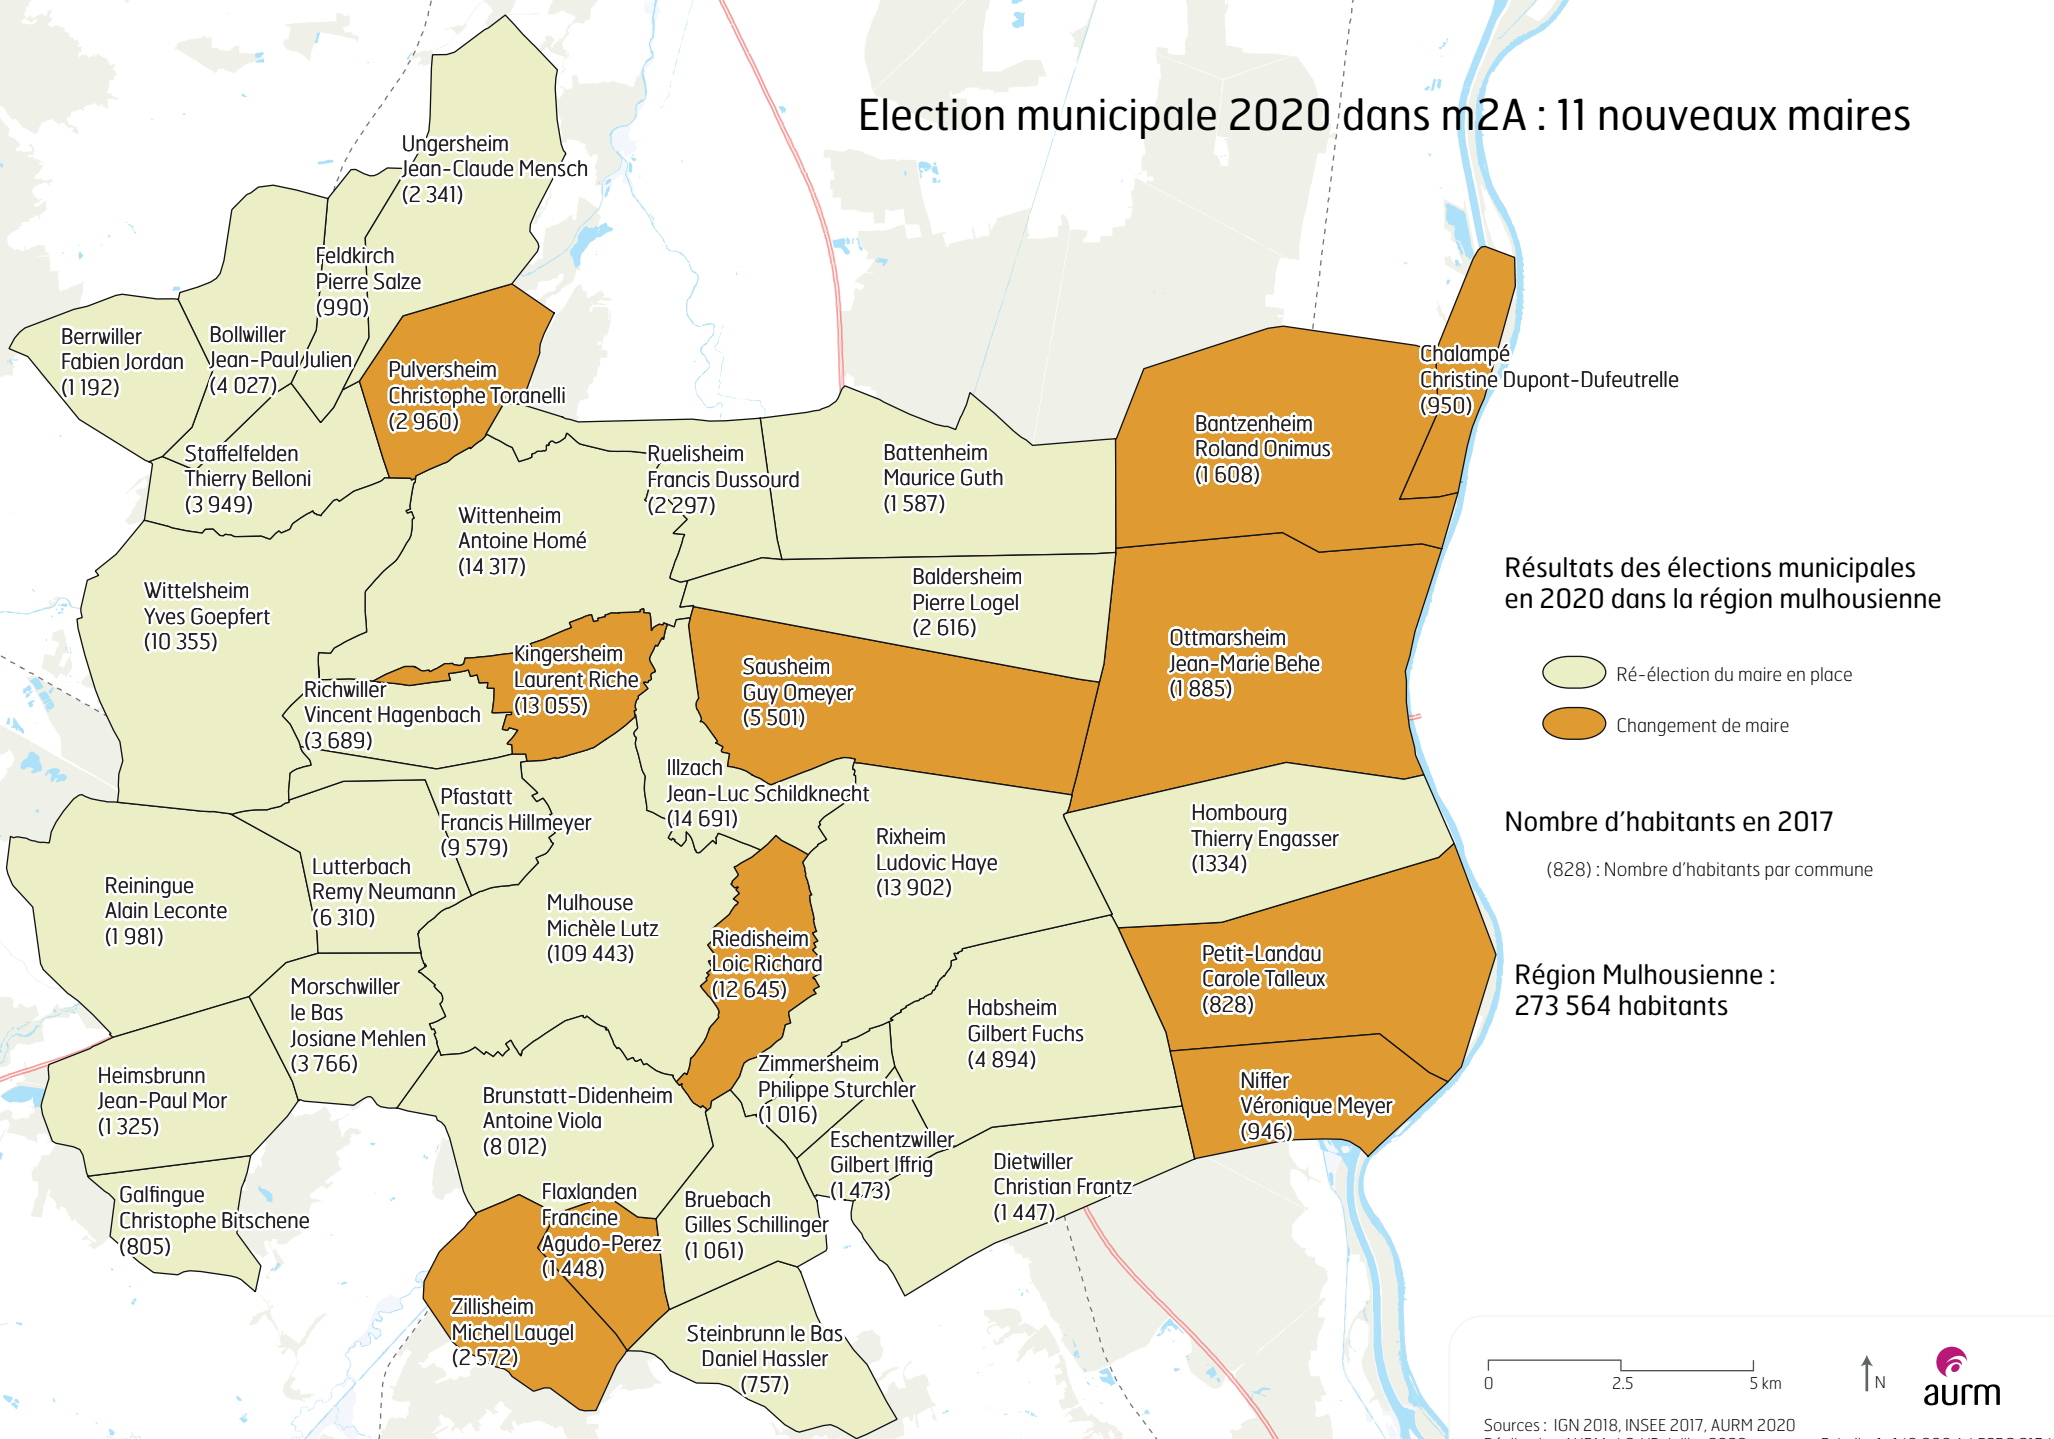 Election municipale 2020 dans m2A : 11 nouveaux maires
Ungersheim
Jean-Claude Mensch
(2 341)
Feldkirch
Pierre Salze
(990)
Berrwiller
Fabien Jordan
(1 192)
Bollwiller
Jean-Paul Julien
(4 027)
Pulversheim
Christophe Toranelli
(2 960)
Chalampé
Christine Dupont-Dufeutrelle
(950)
Bantzenheim
Roland Onimus
(1 608)
Staffelfelden
Thierry Belloni
(3 949)
Ruelisheim
Francis Dussourd
(2 297)
Battenheim
Maurice Guth
(1 587)
Wittenheim
Antoine Homé
(14 317)
Wittelsheim
Yves Goepfert
(10 355)
Baldersheim
Pierre Logel
(2 616)
Ottmarsheim
Jean-Marie Behe
(1 885)
Kingersheim
Laurent Riche
(13 055)
Sausheim
Guy Omeyer
(5 501)
Richwiller
Vincent Hagenbach
(3 689)
Illzach
Jean-Luc Schildknecht
(14 691)
Pfastatt
Francis Hillmeyer
(9 579)
Hombourg
Thierry Engasser
(1334)
Rixheim
Ludovic Haye
(13 902)
Lutterbach
Remy Neumann
(6 310)
Reiningue
Alain Leconte
(1 981)
Mulhouse
Michèle Lutz
(109 443)
Riedisheim
Loic Richard
(12 645)
Petit-Landau
Carole Talleux
(828)
Morschwiller
le Bas
Josiane Mehlen
(3 766)
Habsheim
Gilbert Fuchs
(4 894)
Heimsbrunn
Jean-Paul Mor
(1 325)
Zimmersheim
Philippe Sturchler
(1 016)
Niffer
Véronique Meyer
(946)
Brunstatt-Didenheim
Antoine Viola
(8 012)
Eschentzwiller
Gilbert Iffrig
(1 473)
Dietwiller
Christian Frantz
(1 447)
Galfingue
Christophe Bitschene
(805)
Flaxlanden
Francine
Agudo-Perez
(1 448)
Bruebach
Gilles Schillinger
(1 061)
Zillisheim
Michel Laugel
(2 572)
Steinbrunn le Bas
Daniel Hassler
(757)
Résultats des élections municipales
en 2020 dans la région mulhousienne
Ré-élection du maire en place
Changement de maire
Nombre d'habitants en 2017
(828) : Nombre d'habitants par commune
Région Mulhousienne :
273 564 habitants
0 2.5 5 km
N
aurm
Sources : IGN 2018, INSEE 2017, AURM 2020